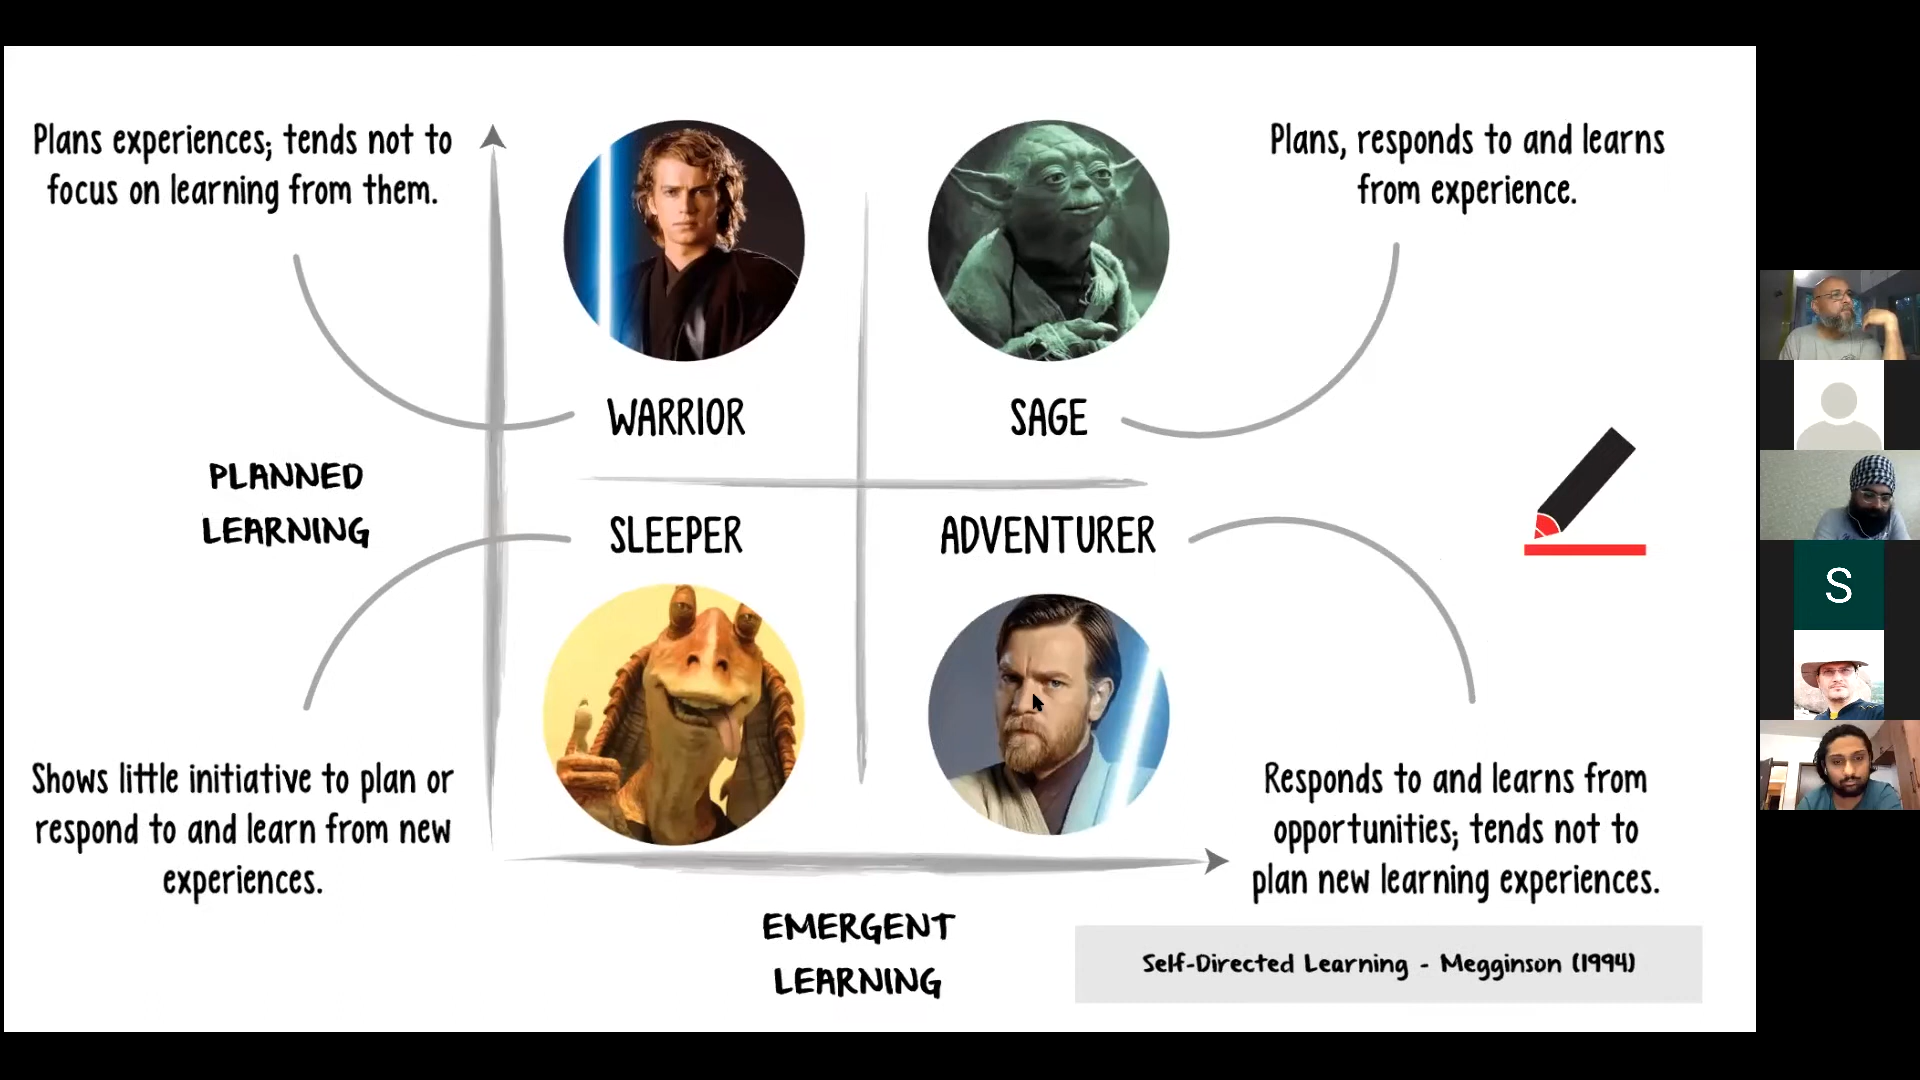 Plans experiences; tends not to
focus on learning from them.
Plans, responds to and learns
from experience.
WARRIOR
SAGE
PLANNED
LEARNING
SLEEPER
ADVENTURER
S
Shows little initiative to plan or
respond to and learn from new
experiences.
Responds to and learns from
opportunities; tends not to
plan new learning experiences.
EMERGENT
LEARNING
Self-Directed Learning - Megginson (1994)